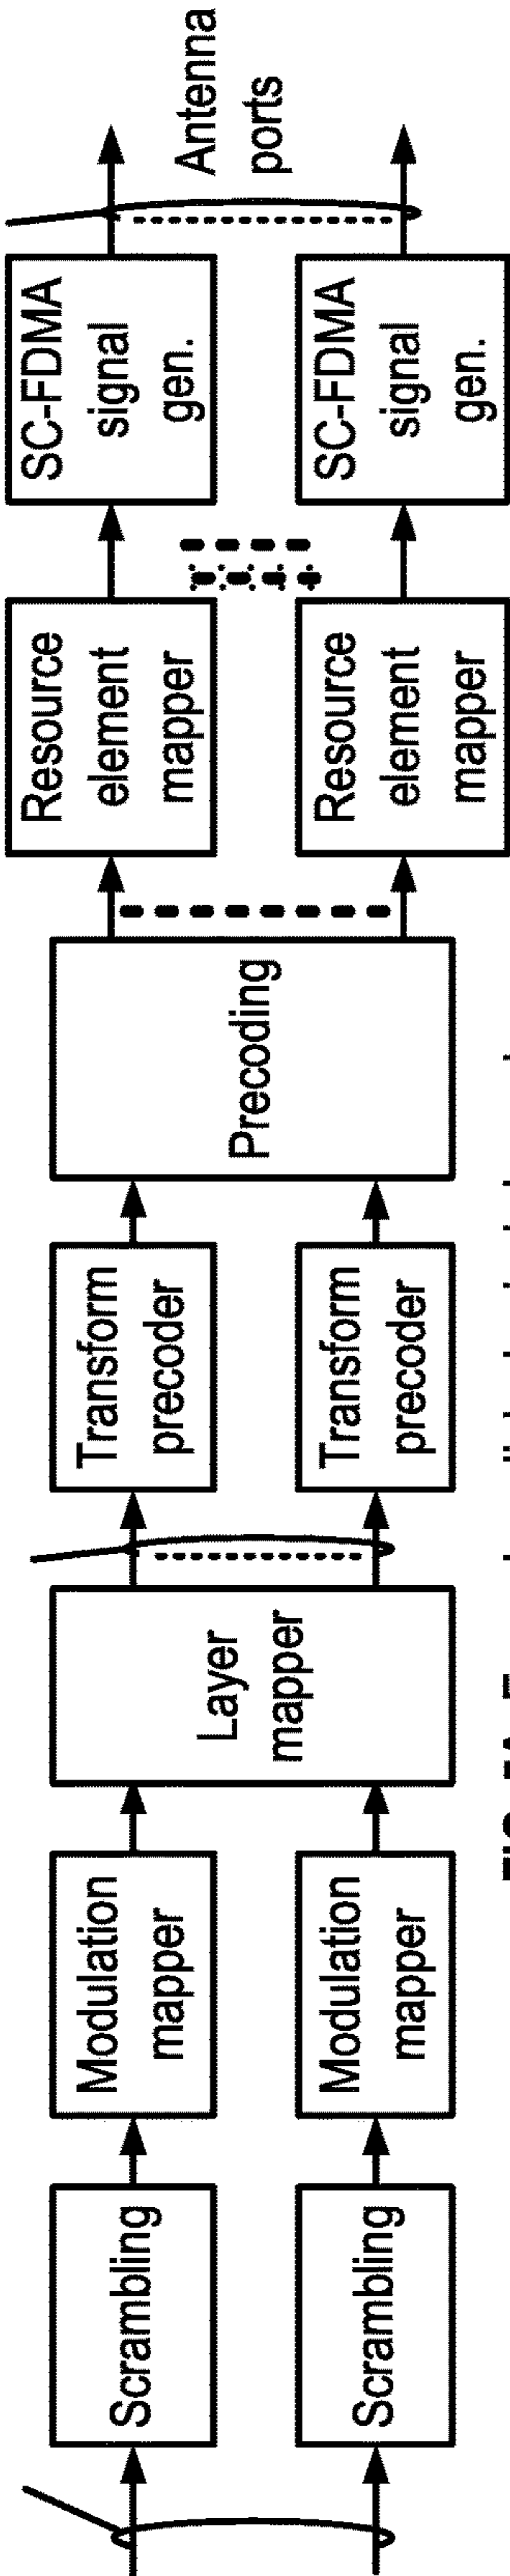 Scrambling
Scrambling
Modulation
mapper
Modulation
mapper
Layer
mapper
Transform
precoder
Transform
precoder
Precoding
Resource
element
mapper
Resource
element
mapper
SC-FDMA
signal
gen.
SC-FDMA
signal
gen.
Antenna
ports